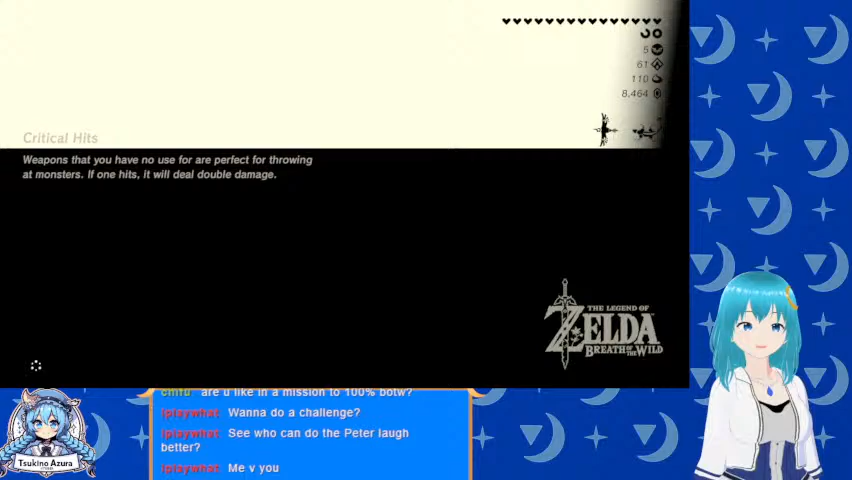 5
61
110
8,464
Critical Hits
Weapons that you have no use for are perfect for throwing
at monsters. If one hits, it will deal double damage.
THE LEGEND OF
ZELDA
BREATH OF THE WILD
are u like in a mission to 100% botw?
iplaywhat Wanna do a challenge?
iplaywhat See who can do the Peter laugh
better?
iplaywhat Me v you
Tsukino Azura